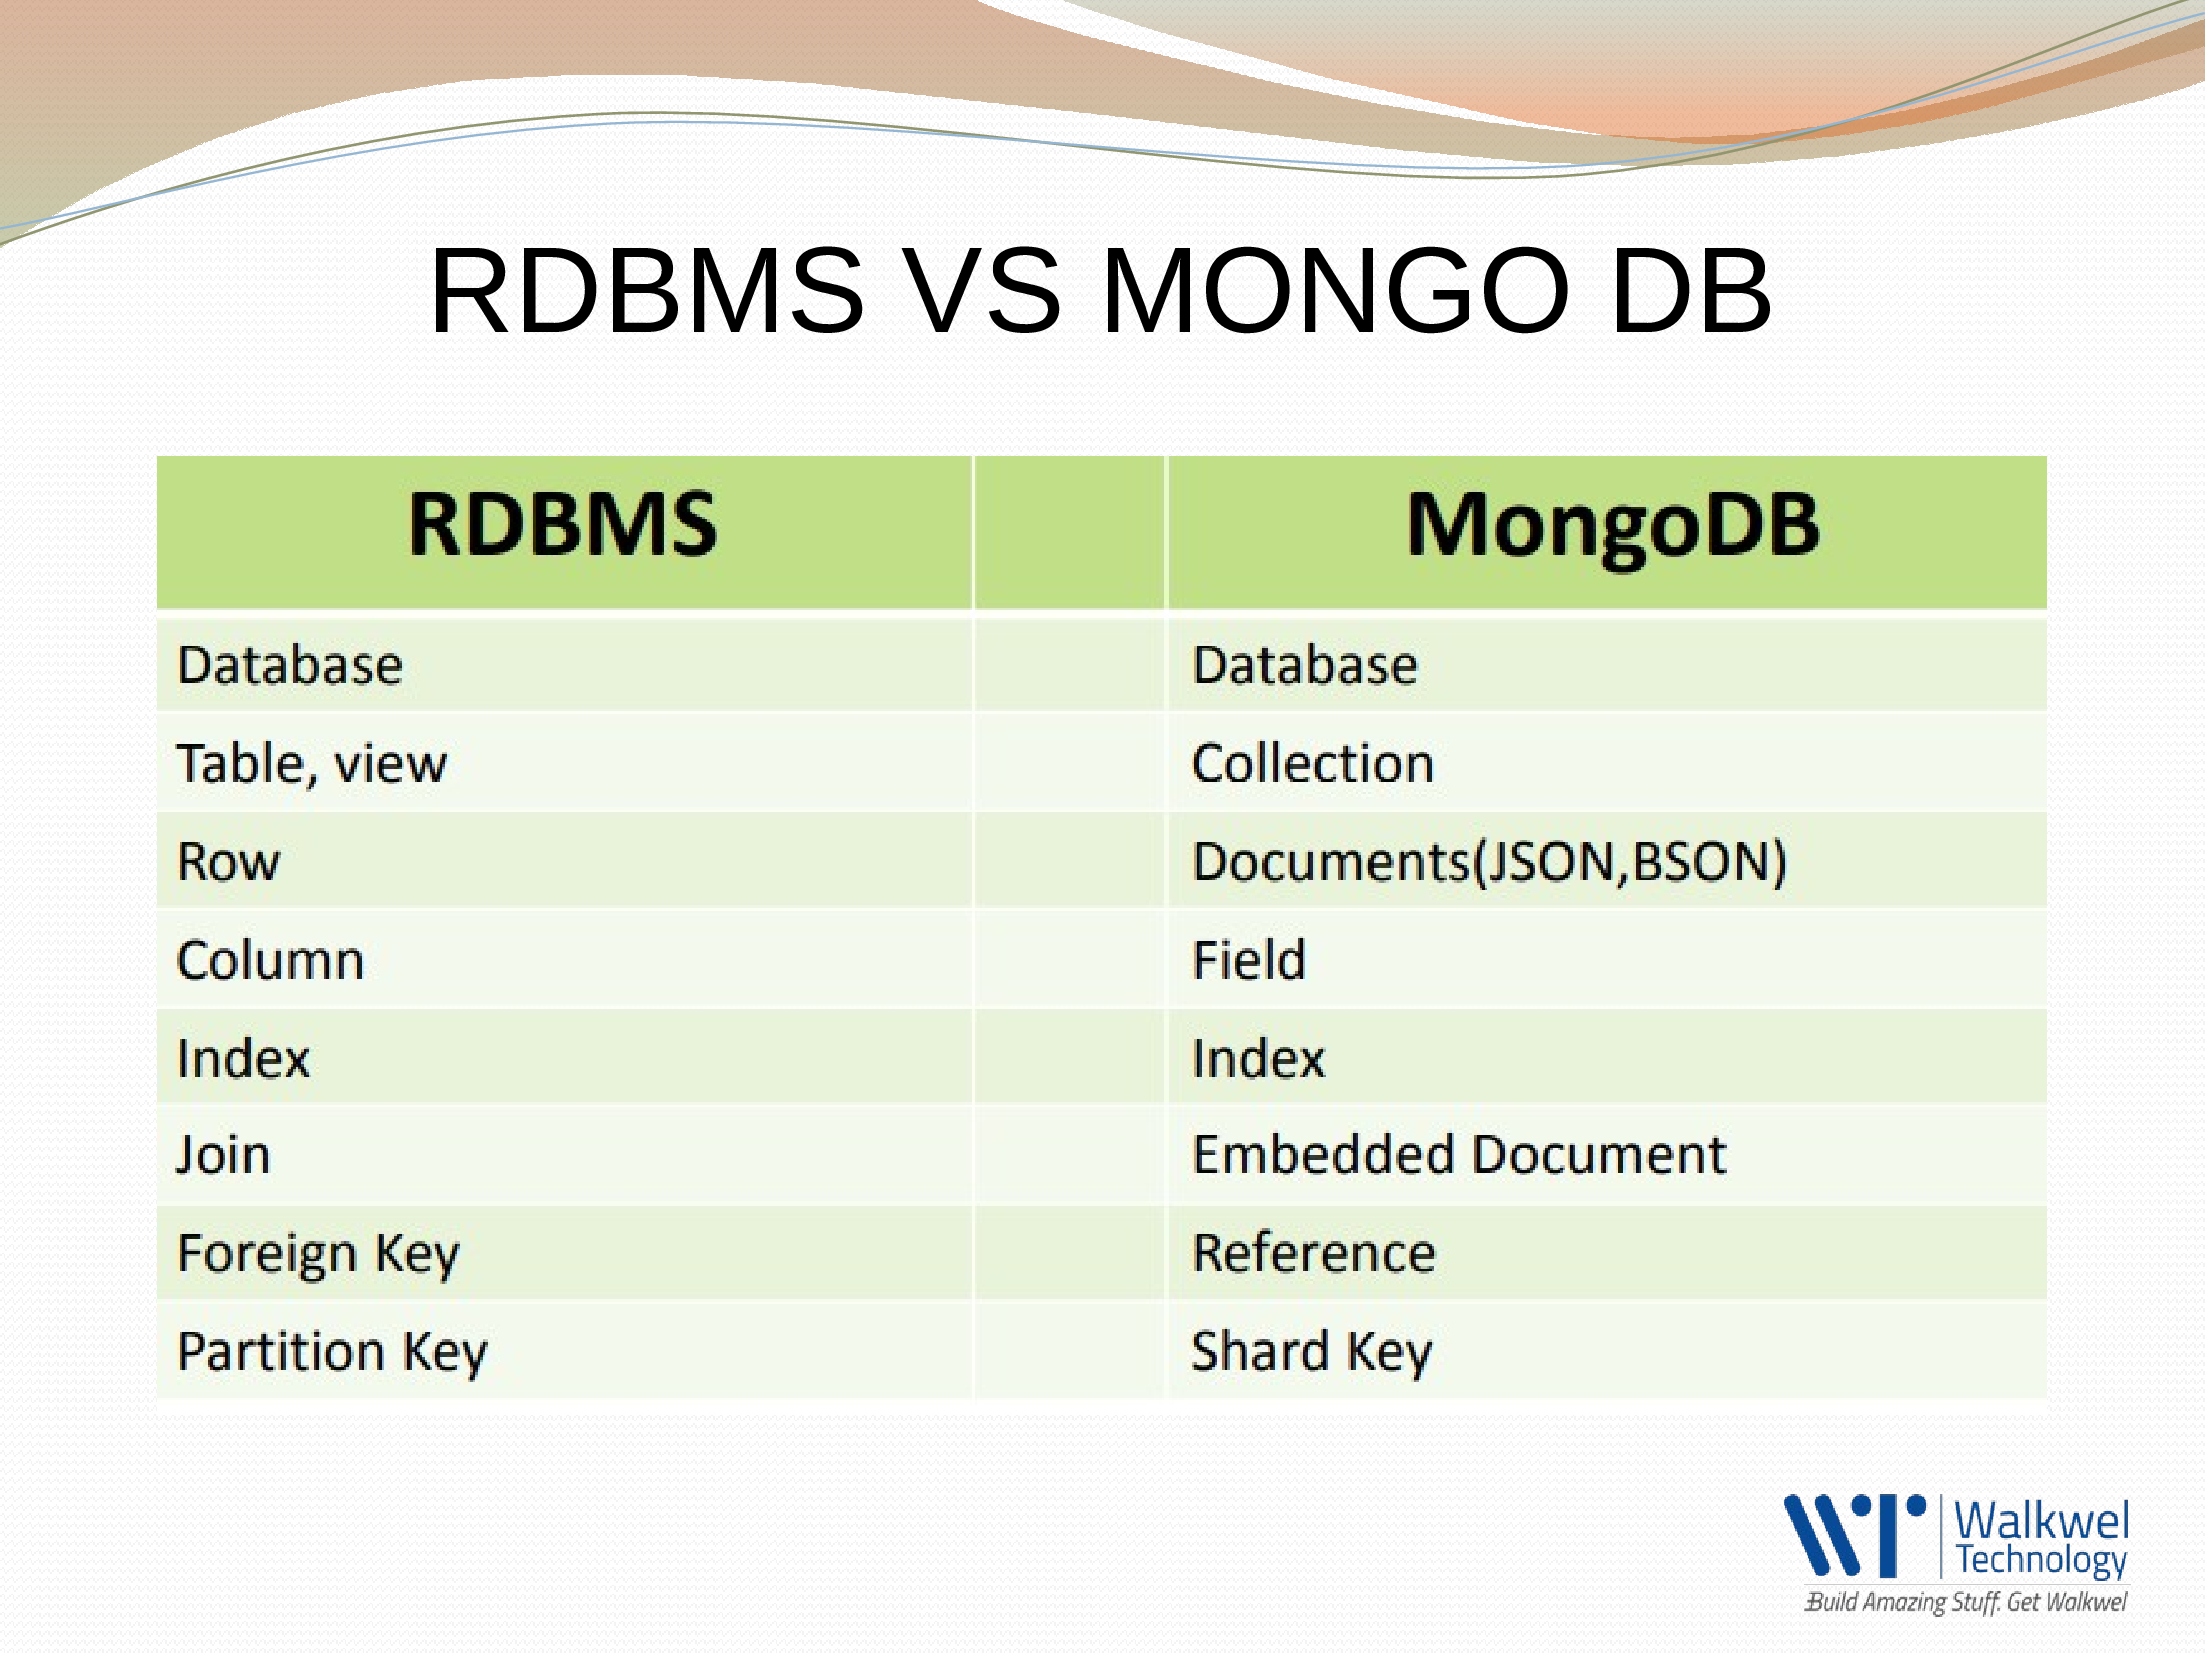 RDBMS VS MONGO DB
RDBMS MongoDB
Database Database
Table, view Collection
Row Documents(JSON,BSON)
Column Field
Index Index
Join Embedded Document
Foreign Key Reference
Partition Key Shard Key
Walkwel
Technology
Build Amazing Stuff. Get Walkwel